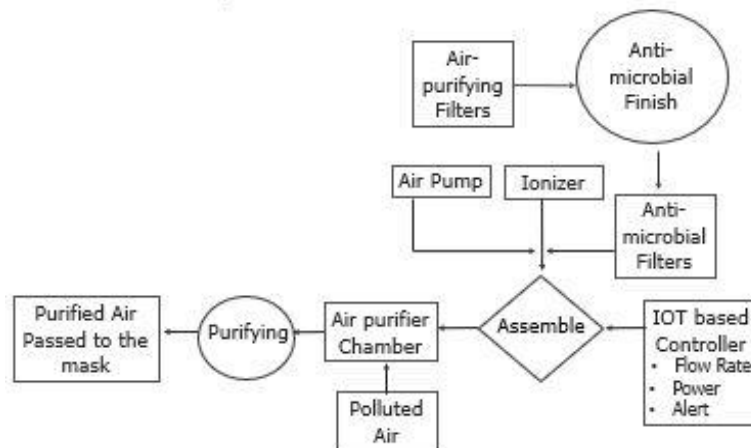 Air-
purifying
Filters
Anti-
microbial
Finish
Air Pump
Ionizer
Anti-
microbial
Filters
Purified Air
Passed to the
mask
Purifying
Air purifier
Chamber
Assemble
IOT based
Controller
• Flow Rate
• Power
• Alert
Polluted
Air